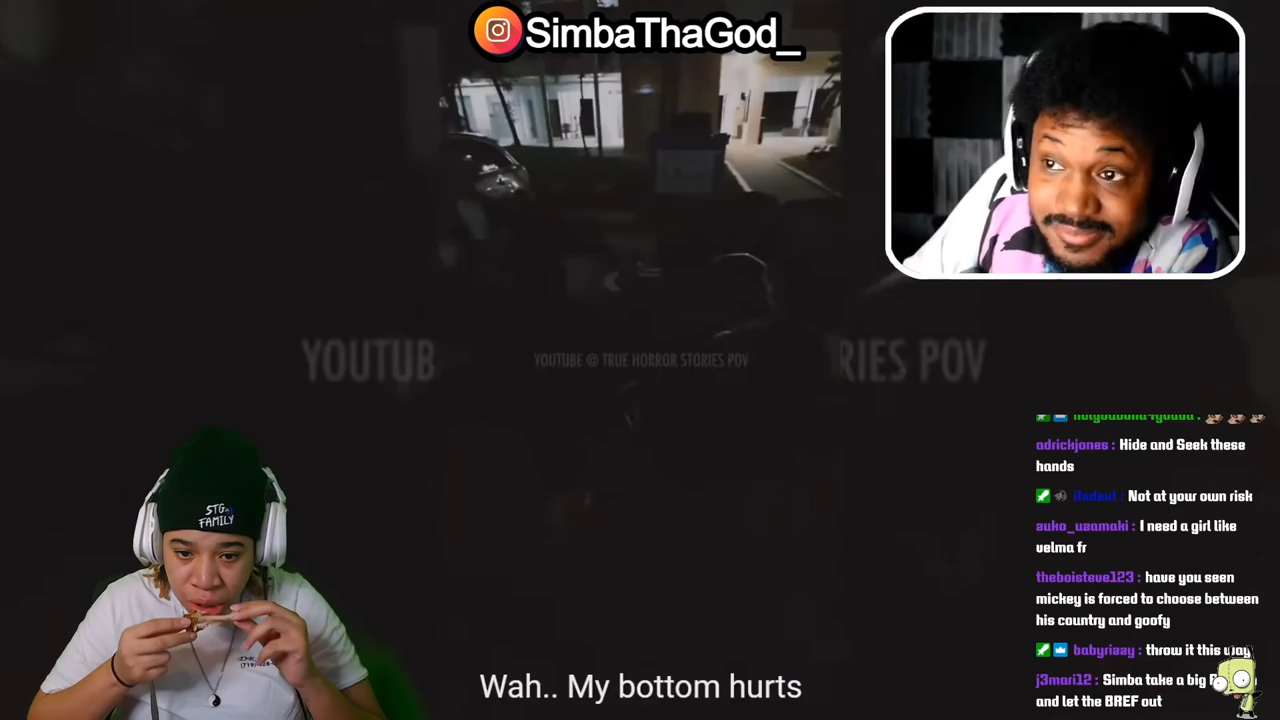 SimbaThaGod_
YOUTUB
YOUTUBE @ TRUE HORROR STORIES POV
RIES POV
STG
FAMILY
adrickjones : Hide and Seek these
hands
Not at your own risk
zuko_uzamaki : I need a girl like
velma fr
theboisteve123 : have you seen
mickey is forced to choose between
his country and goofy
babyrizzy : throw it this way
j3mari12 : Simba take a big
and let the BREF out
Wah.. My bottom hurts